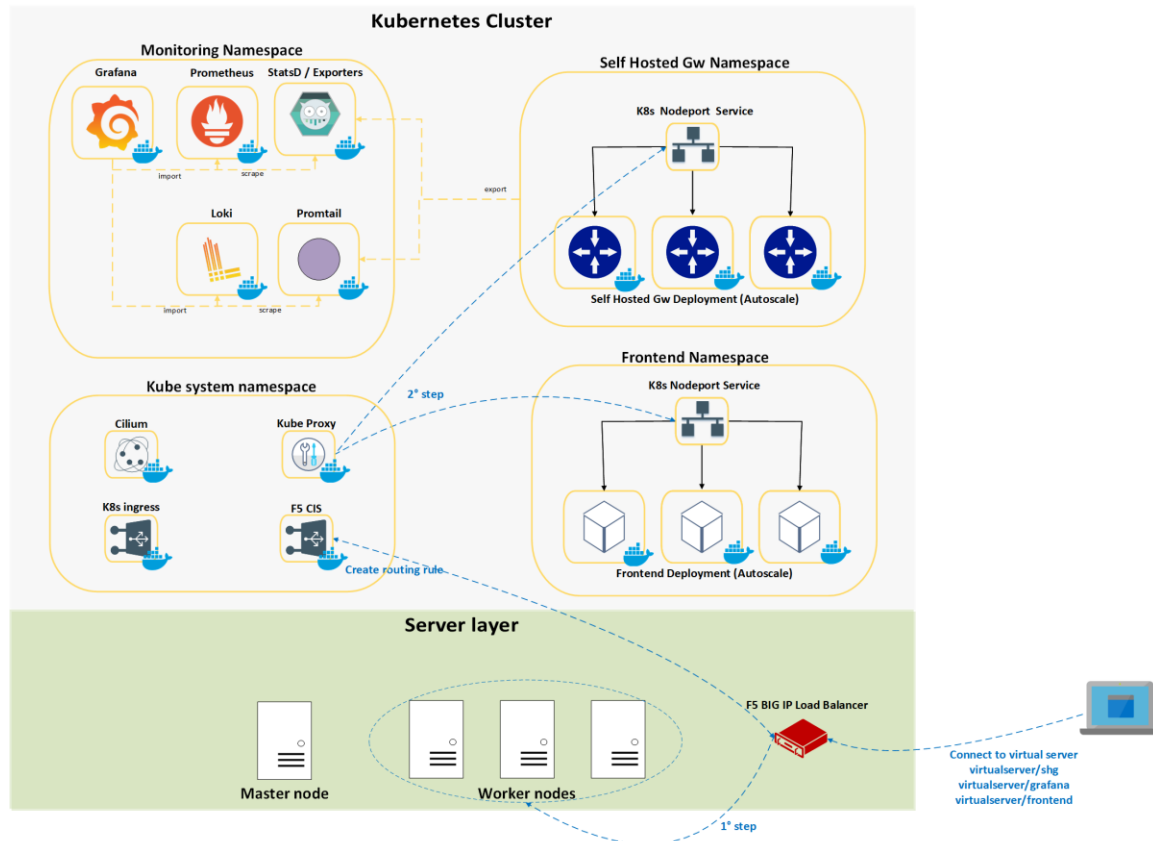 Kubernetes Cluster
Monitoring Namespace
Grafana
Prometheus
StatsD / Exporters
import
scrape
Loki
Promtail
import
scrape
export
Self Hosted Gw Namespace
K8s Nodeport Service
Self Hosted Gw Deployment (Autoscale)
Kube system namespace
Cilium
Kube Proxy
K8s ingress
F5 CIS
Create routing rule
2° step
Frontend Namespace
K8s Nodeport Service
Frontend Deployment (Autoscale)
Server layer
Master node
Worker nodes
F5 BIG IP Load Balancer
1° step
Connect to virtual server
virtualserver/shg
virtualserver/grafana
virtualserver/frontend